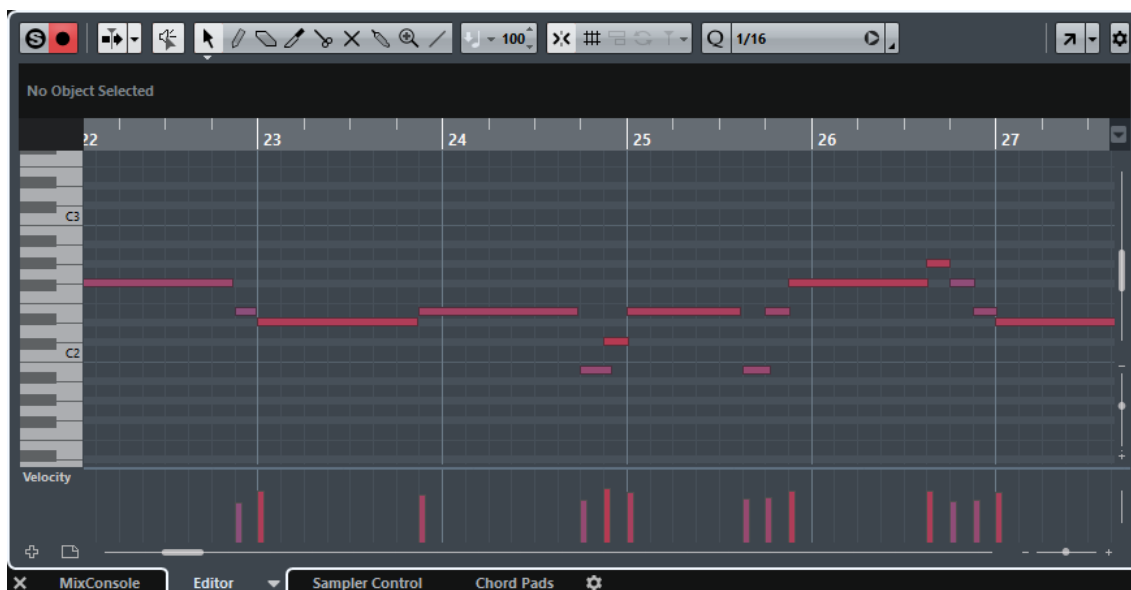 100
Q 1/16
No Object Selected
22 23 24 25 26 27
C3
C2
Velocity
MixConsole Editor Sampler Control Chord Pads